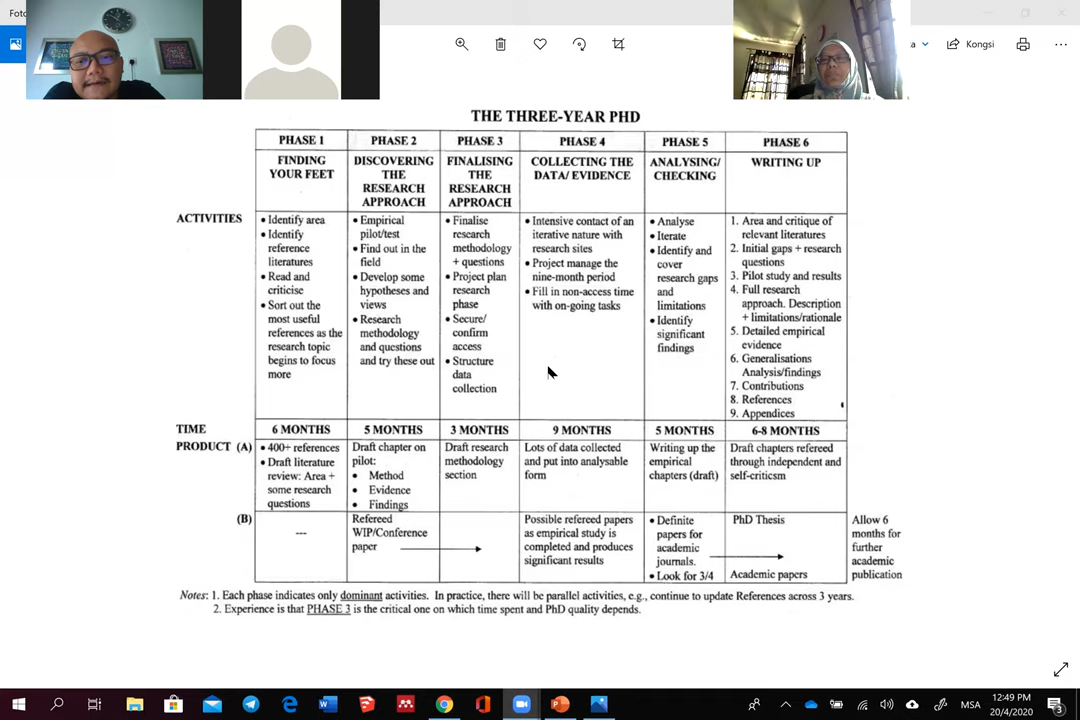 Foto
Kongsi
THE THREE-YEAR PHD
PHASE 1
PHASE 2
PHASE 3
PHASE 4
PHASE 5
PHASE 6
FINDING
YOUR FEET
DISCOVERING
THE
RESEARCH
APPROACH
FINALISING
THE
RESEARCH
APPROACH
COLLECTING THE
DATA/ EVIDENCE
ANALYSING/
CHECKING
WRITING UP
ACTIVITIES
• Identify area
• Identify
reference
literatures
• Read and
criticise
• Sort out the
most useful
references as the
research topic
begins to focus
more
• Empirical
pilot/test
• Find out in the
field
• Develop some
hypotheses and
views
• Research
methodology
and questions
and try these out
• Finalise
research
methodology
+ questions
• Project plan
research
phase
• Secure/
confirm
access
• Structure
data
collection
• Intensive contact of an
iterative nature with
research sites
• Project manage the
nine-month period
• Fill in non-access time
with on-going tasks
• Analyse
• Iterate
• Identify and
cover
research gaps
and
limitations
• Identify
significant
findings
1. Area and critique of
relevant literatures
2. Initial gaps + research
questions
3. Pilot study and results
4. Full research
approach. Description
+ limitations/rationale
5. Detailed empirical
evidence
6. Generalisations
Analysis/findings
7. Contributions
8. References
9. Appendices
TIME
6 MONTHS
5 MONTHS
3 MONTHS
9 MONTHS
5 MONTHS
6-8 MONTHS
PRODUCT (A)
• 400+ references
• Draft literature
review: Area +
some research
questions
Draft chapter on
pilot:
• Method
• Evidence
• Findings
Draft research
methodology
section
Lots of data collected
and put into analysable
form
Writing up the
empirical
chapters (draft)
Draft chapters refereed
through independent and
self-criticsm
(B)
---
Refereed
WIP/Conference
paper
Possible refereed papers
as empirical study is
completed and produces
significant results
• Definite
papers for
academic
journals.
• Look for 3/4
PhD Thesis
Academic papers
Allow 6
months for
further
academic
publication
Notes: 1. Each phase indicates only dominant activities. In practice, there will be parallel activities, e.g., continue to update References across 3 years.
2. Experience is that PHASE 3 is the critical one on which time spent and PhD quality depends.
MSA
12:49 PM
20/4/2020
3